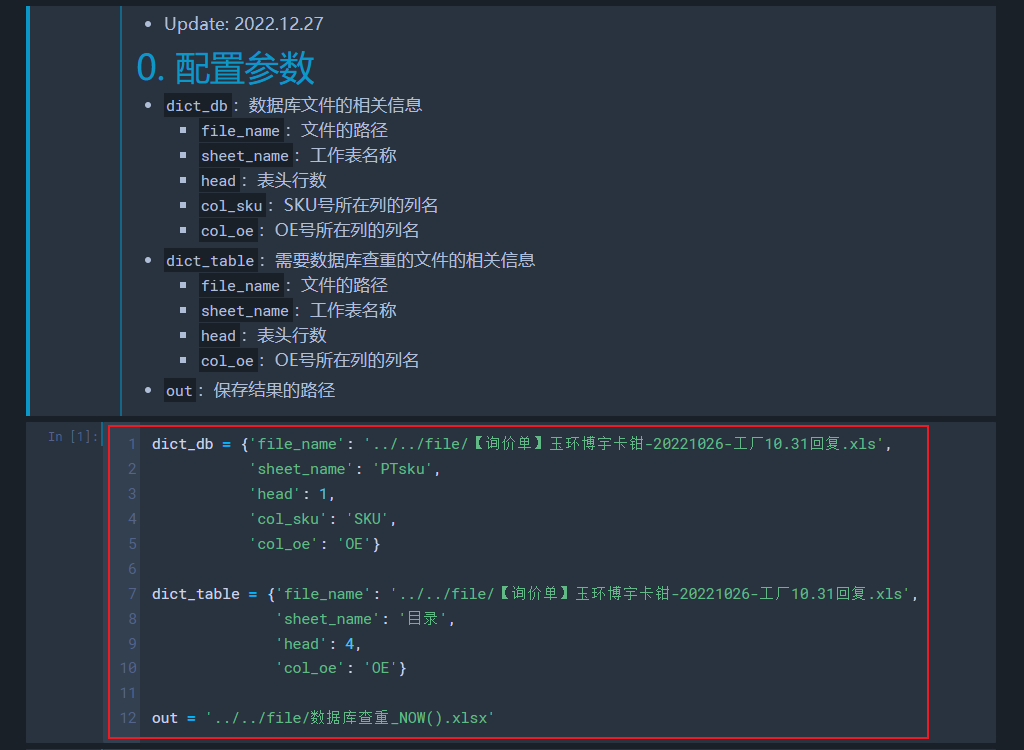 Update: 2022.12.27
0. 配置参数
dict_db：数据库文件的相关信息
file_name：文件的路径
sheet_name：工作表名称
head：表头行数
col_sku：SKU号所在列的列名
col_oe：OE号所在列的列名
dict_table：需要数据库查重的文件的相关信息
file_name：文件的路径
sheet_name：工作表名称
head：表头行数
col_oe：OE号所在列的列名
out：保存结果的路径
In [1]:
1 dict_db = {'file_name': '../../file/【询价单】玉环博宇卡钳-20221026-工厂10.31回复.xls',
2 'sheet_name': 'PTsku',
3 'head': 1,
4 'col_sku': 'SKU',
5 'col_oe': 'OE'}
6
7 dict_table = {'file_name': '../../file/【询价单】玉环博宇卡钳-20221026-工厂10.31回复.xls',
8 'sheet_name': '目录',
9 'head': 4,
10 'col_oe': 'OE'}
11
12 out = '../../file/数据库查重_NOW().xlsx'